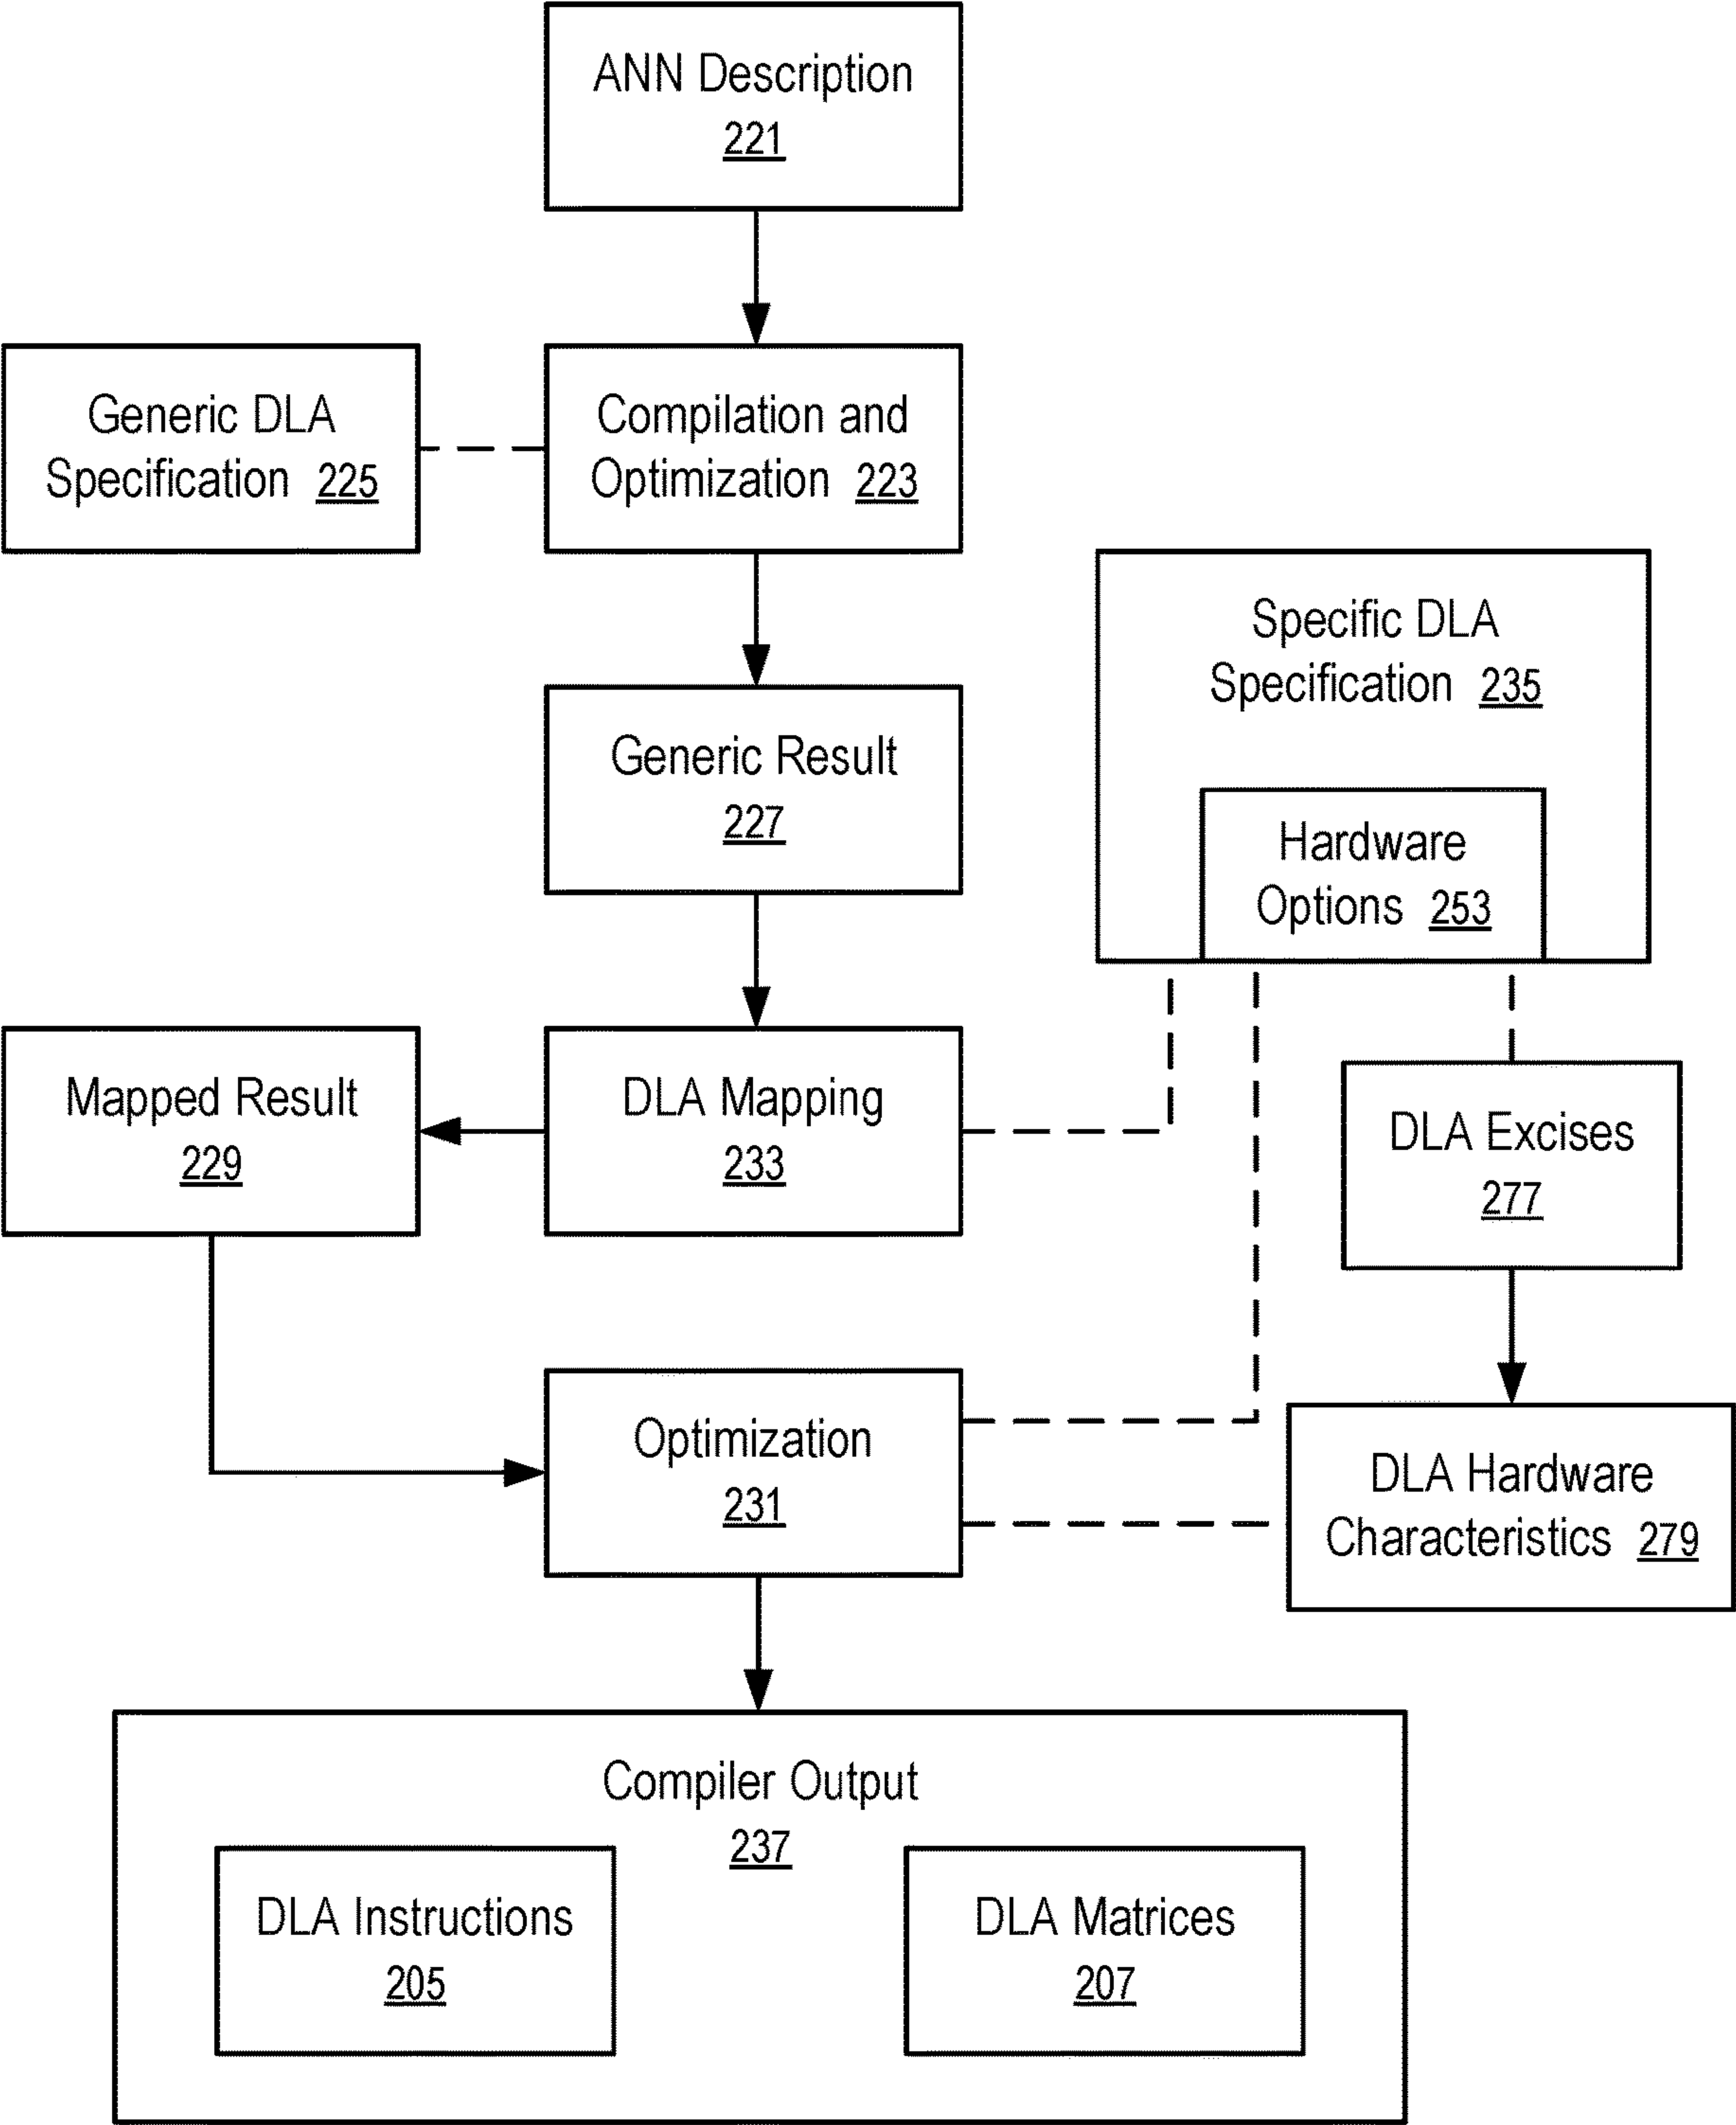 ANN Description
221
Generic DLA
Specification 225
Compilation and
Optimization 223
Specific DLA
Specification 235
Generic Result
227
Hardware
Options 253
Mapped Result
229
DLA Mapping
233
DLA Excises
277
Optimization
231
DLA Hardware
Characteristics 279
Compiler Output
237
DLA Instructions
205
DLA Matrices
207